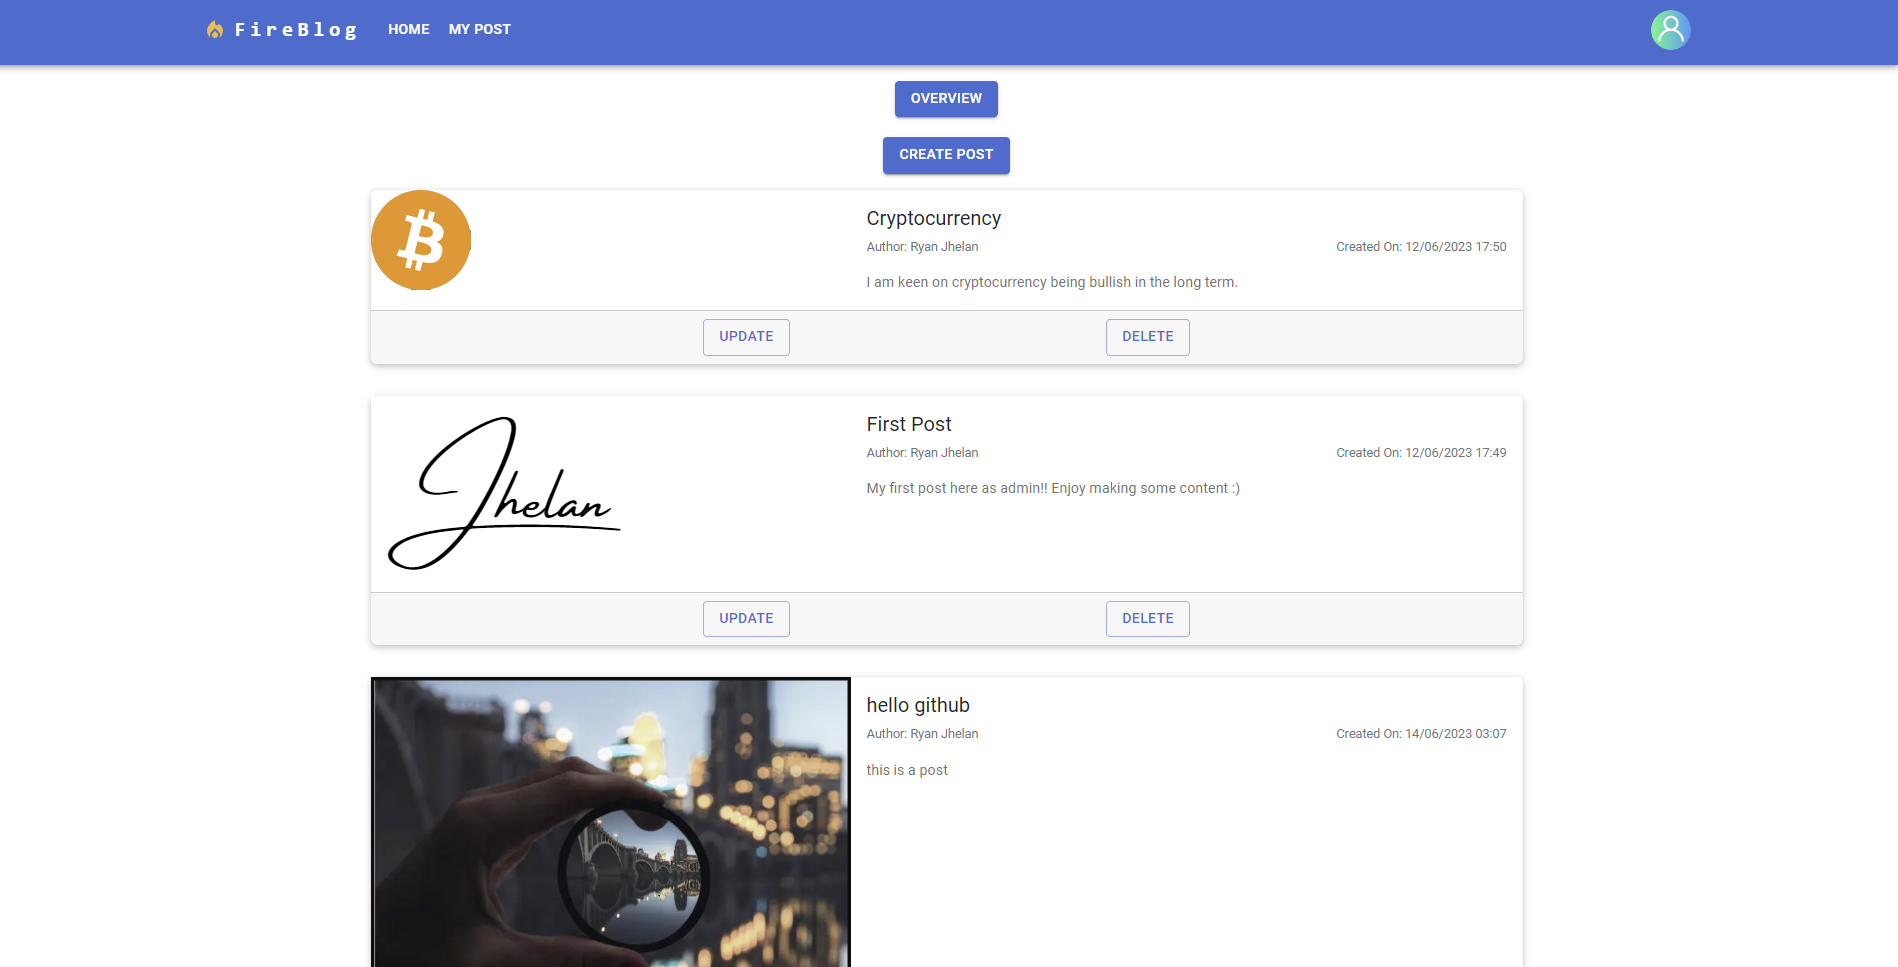 FireBlog HOME MY POST
OVERVIEW
CREATE POST
Cryptocurrency
Author: Ryan Jhelan Created On: 12/06/2023 17:50
I am keen on cryptocurrency being bullish in the long term.
UPDATE DELETE
First Post
Author: Ryan Jhelan Created On: 12/06/2023 17:49
Jhelan
My first post here as admin!! Enjoy making some content :)
UPDATE DELETE
hello github
Author: Ryan Jhelan Created On: 14/06/2023 03:07
this is a post